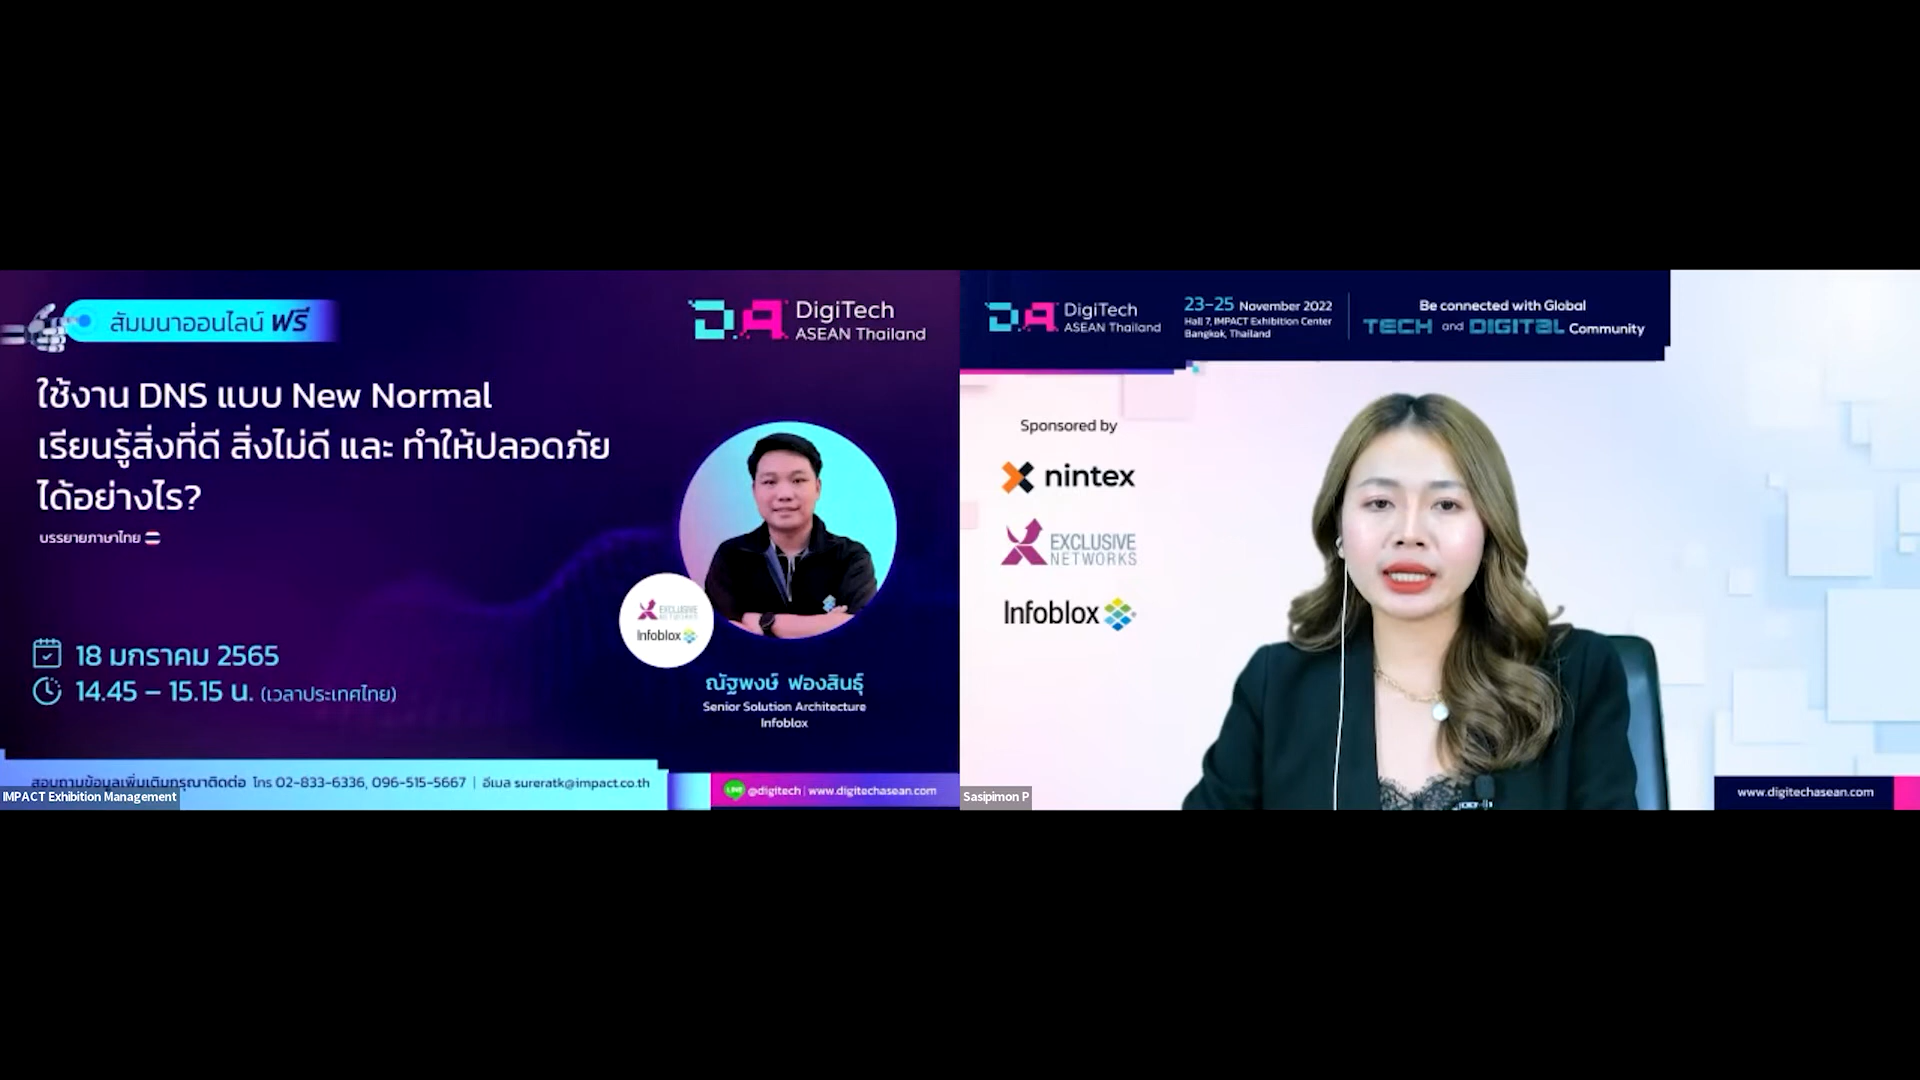 สัมมนาออนไลน์ ฟรี
DigiTech
ASEAN Thailand
ใช้งาน DNS แบบ New Normal
เรียนรู้สิ่งที่ดี สิ่งไม่ดี และ ทำให้ปลอดภัย
ได้อย่างไร?
บรรยายภาษาไทย
EXCLUSIVE
NETWORKS
Infoblox
18 มกราคม 2565
14.45 – 15.15 น. (เวลาประเทศไทย)
ณัฐพงษ์ ฟองสินธุ์
Senior Solution Architecture
Infoblox
สอบถามข้อมูลเพิ่มเติมกรุณาติดต่อ โทร 02-833-6336, 096-515-5667 | อีเมล sureratk@impact.co.th
LINE @digitech | www.digitechasean.com
IMPACT Exhibition Management
DigiTech
ASEAN Thailand
23–25 November 2022
Hall 7, IMPACT Exhibition Center
Bangkok, Thailand
Be connected with Global
TECH and DIGITAL Community
Sponsored by
nintex
EXCLUSIVE
NETWORKS
Infoblox
www.digitechasean.com
Sasipimon P